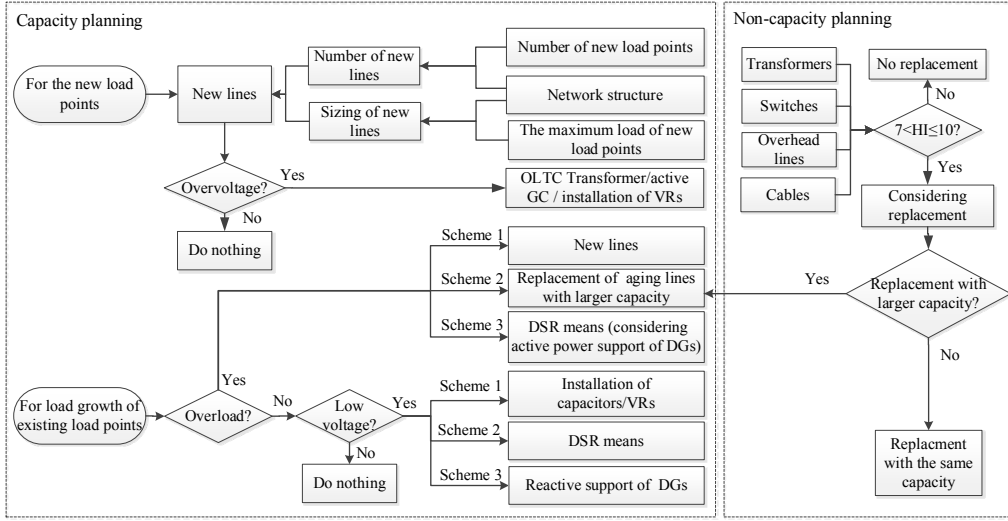 Capacity planning
For the new load
points
New lines
Number of new
lines
Sizing of new
lines
Number of new load points
Network structure
The maximum load of new
load points
Overvoltage?
Yes
OLTC Transformer/active
GC / installation of VRs
No
Do nothing
Scheme 1
New lines
Scheme 2
Replacement of aging lines
with larger capacity
Scheme 3
DSR means (considering
active power support of DGs)
For load growth of
existing load points
Overload?
Yes
No
Low
voltage?
Yes
No
Do nothing
Scheme 1
Installation of
capacitors/VRs
Scheme 2
DSR means
Scheme 3
Reactive support of DGs
Non-capacity planning
Transformers
Switches
Overhead
lines
Cables
No replacement
No
7<HI≤10?
Yes
Considering
replacement
Replacement with
larger capacity?
Yes
No
Replacment
with the same
capacity